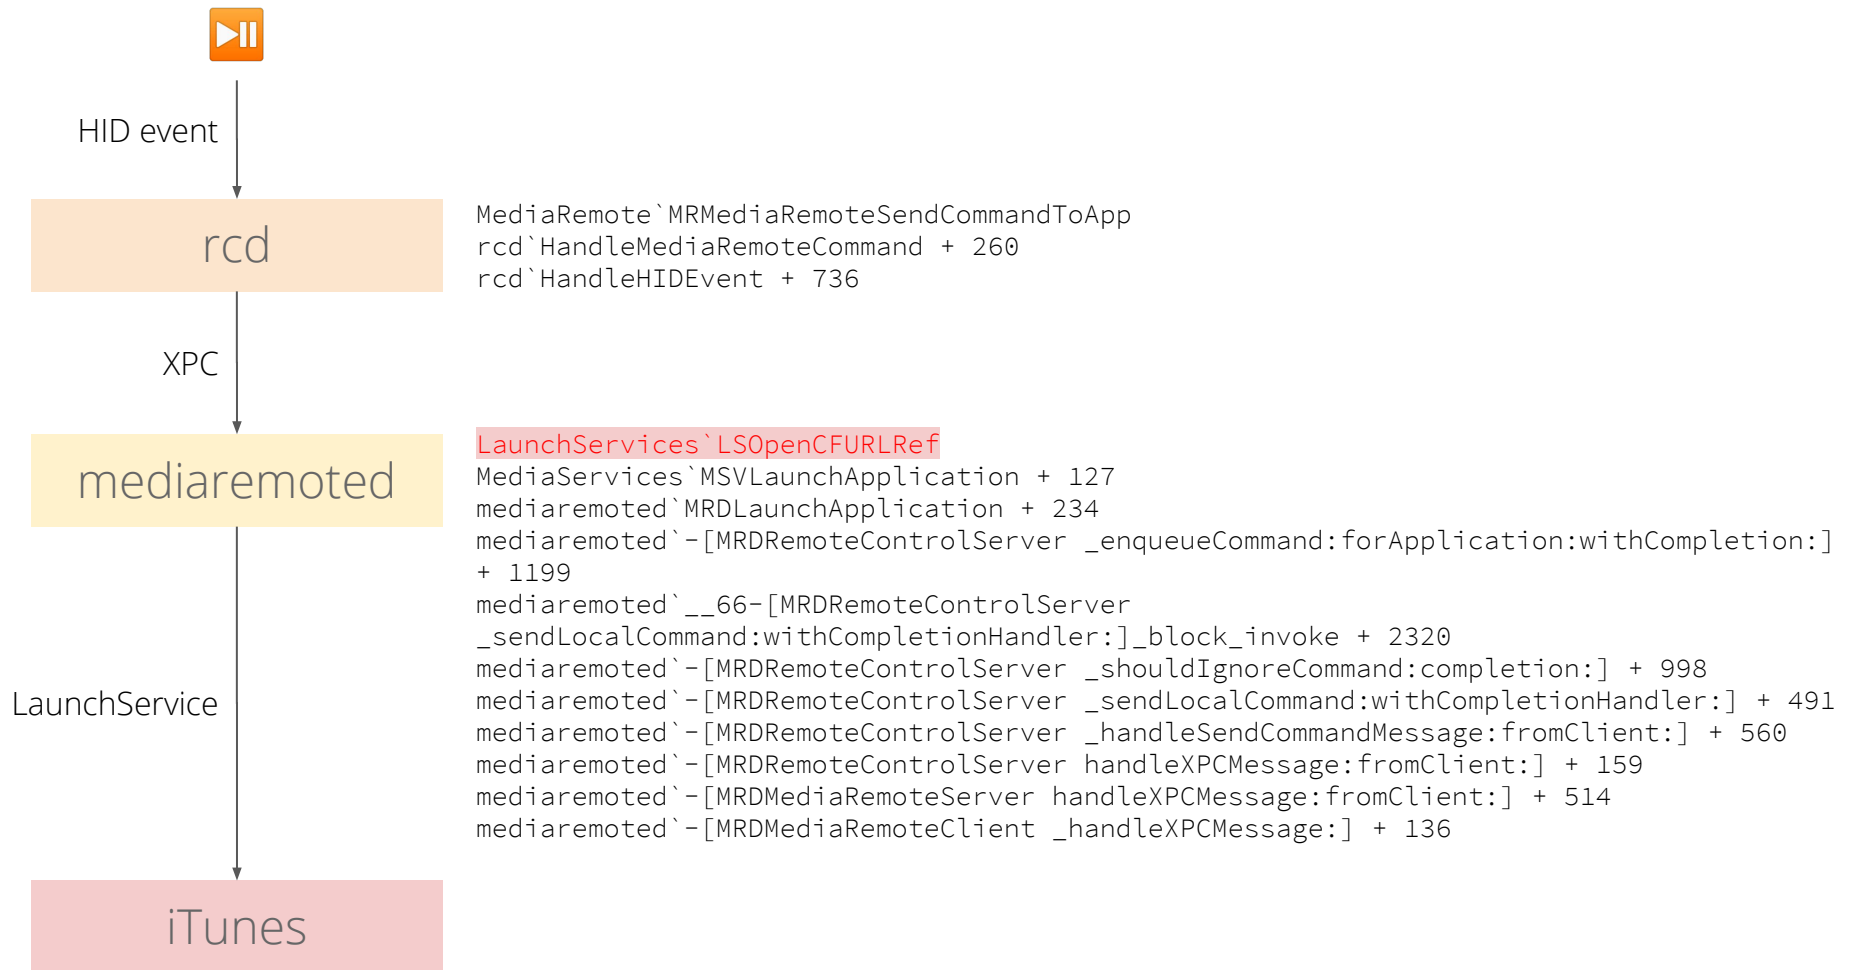 HID event
rcd
MediaRemote`MRMediaRemoteSendCommandToApp
rcd`HandleMediaRemoteCommand + 260
rcd`HandleHIDEvent + 736
XPC
mediaremoted
LaunchServices`LSOpenCFURLRef
MediaServices`MSVLaunchApplication + 127
mediaremoted`MRDLaunchApplication + 234
mediaremoted`-[MRDRemoteControlServer _enqueueCommand:forApplication:withCompletion:]
+ 1199
mediaremoted`__66-[MRDRemoteControlServer
_sendLocalCommand:withCompletionHandler:]_block_invoke + 2320
mediaremoted`-[MRDRemoteControlServer _shouldIgnoreCommand:completion:] + 998
mediaremoted`-[MRDRemoteControlServer _sendLocalCommand:withCompletionHandler:] + 491
mediaremoted`-[MRDRemoteControlServer _handleSendCommandMessage:fromClient:] + 560
mediaremoted`-[MRDRemoteControlServer handleXPCMessage:fromClient:] + 159
mediaremoted`-[MRDMediaRemoteServer handleXPCMessage:fromClient:] + 514
mediaremoted`-[MRDMediaRemoteClient _handleXPCMessage:] + 136
LaunchService
iTunes